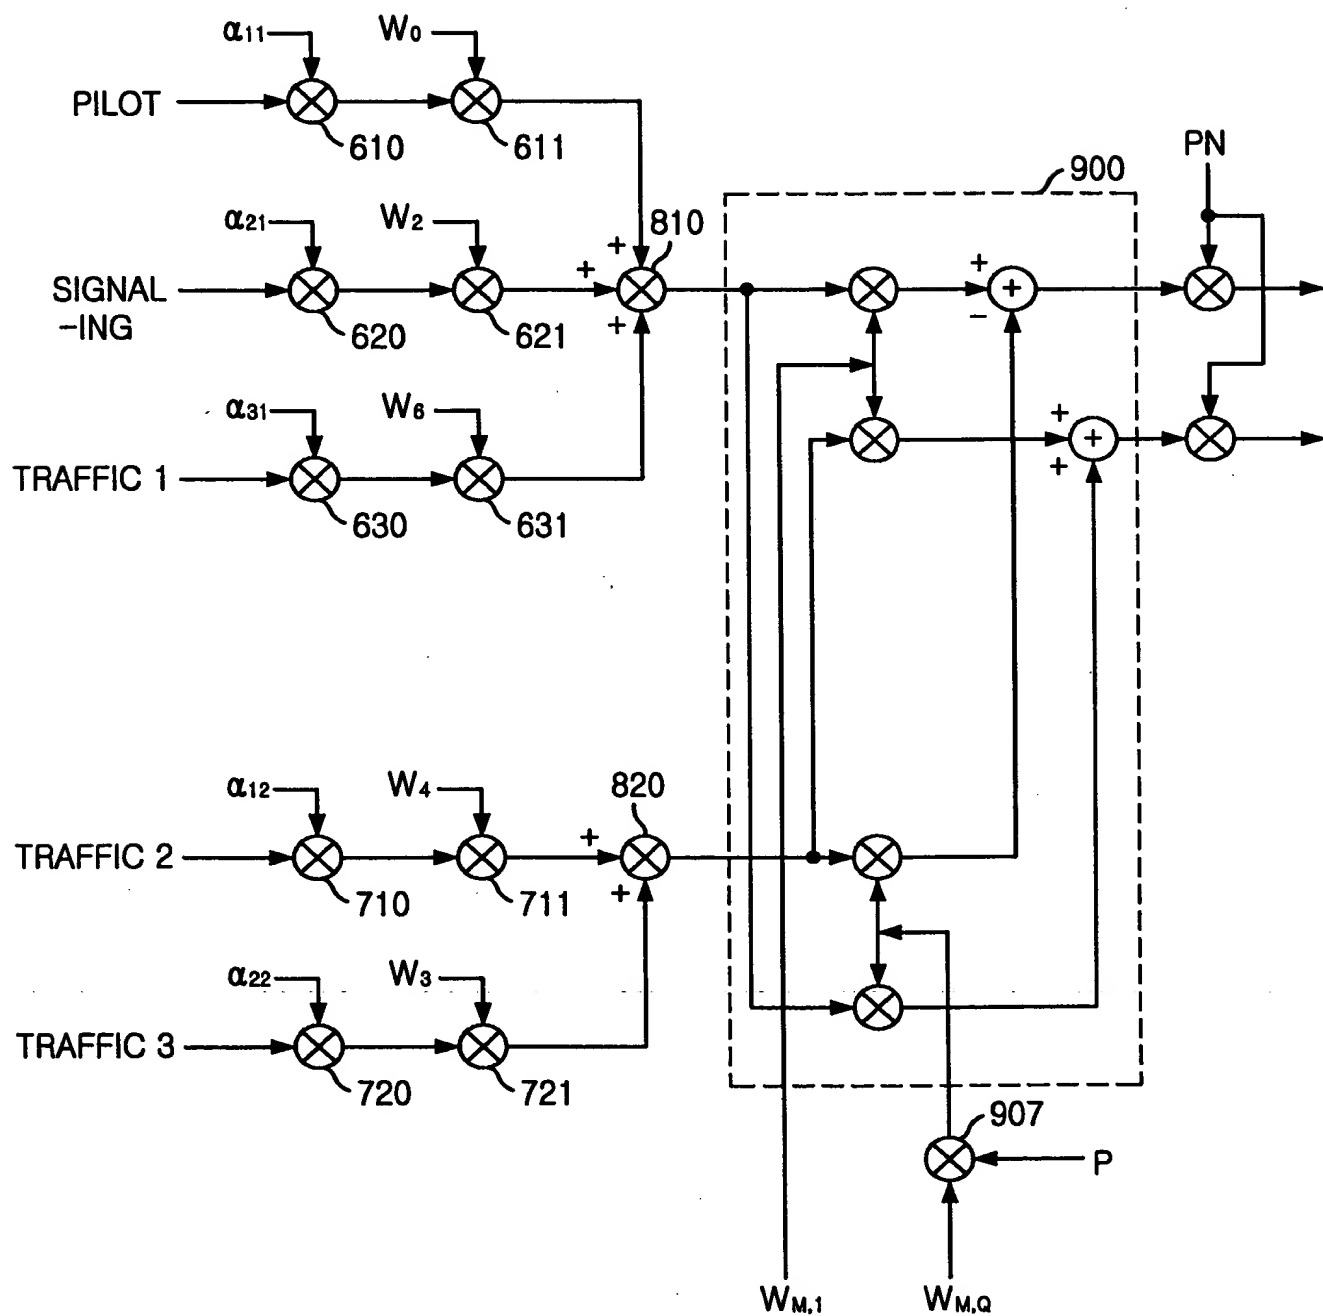 α11
W0
PILOT
610
611
PN
900
α21
W2
810
+
+
+
SIGNAL
-ING
620
621
+
+
−
α31
W6
+
+
+
TRAFFIC 1
630
631
α12
W4
820
TRAFFIC 2
+
+
710
711
α22
W3
TRAFFIC 3
720
721
907
P
WM,1
WM,Q